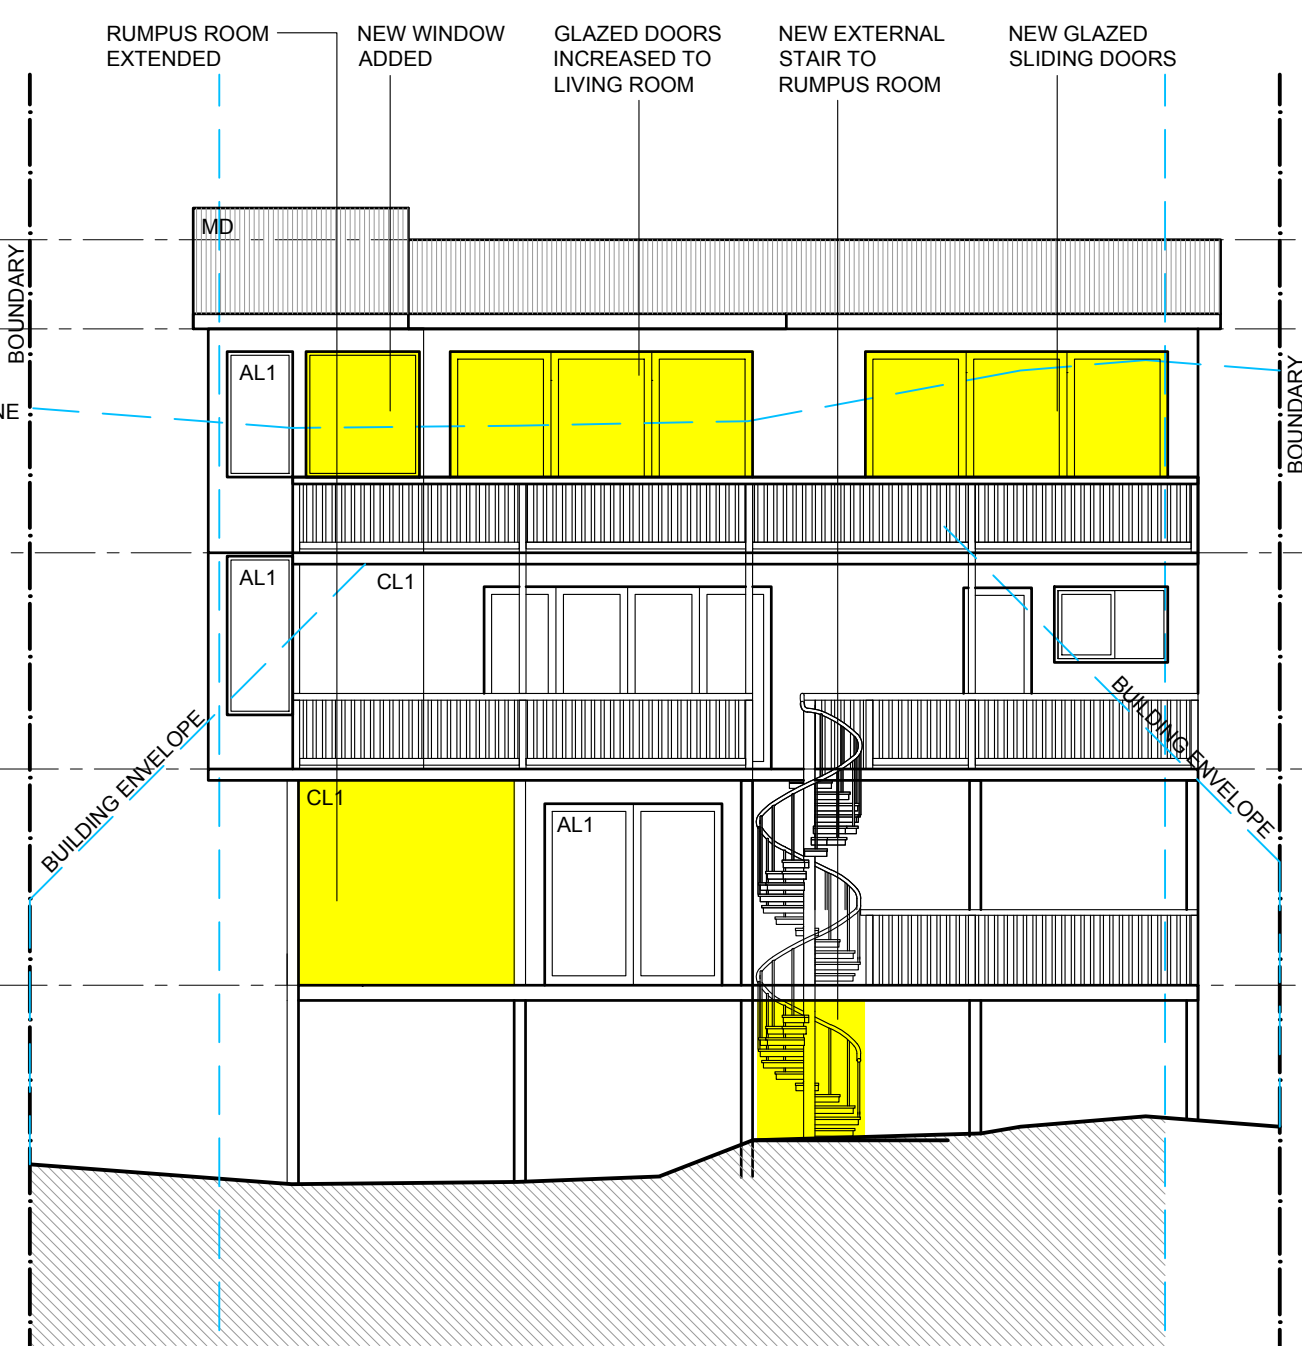 RUMPUS ROOM
EXTENDED
NEW WINDOW
ADDED
GLAZED DOORS
INCREASED TO
LIVING ROOM
NEW EXTERNAL
STAIR TO
RUMPUS ROOM
NEW GLAZED
SLIDING DOORS
MD
BOUNDARY
BOUNDARY
AL1
NE
AL1
CL1
BUILDING ENVELOPE
BUILDING ENVELOPE
CL1
AL1